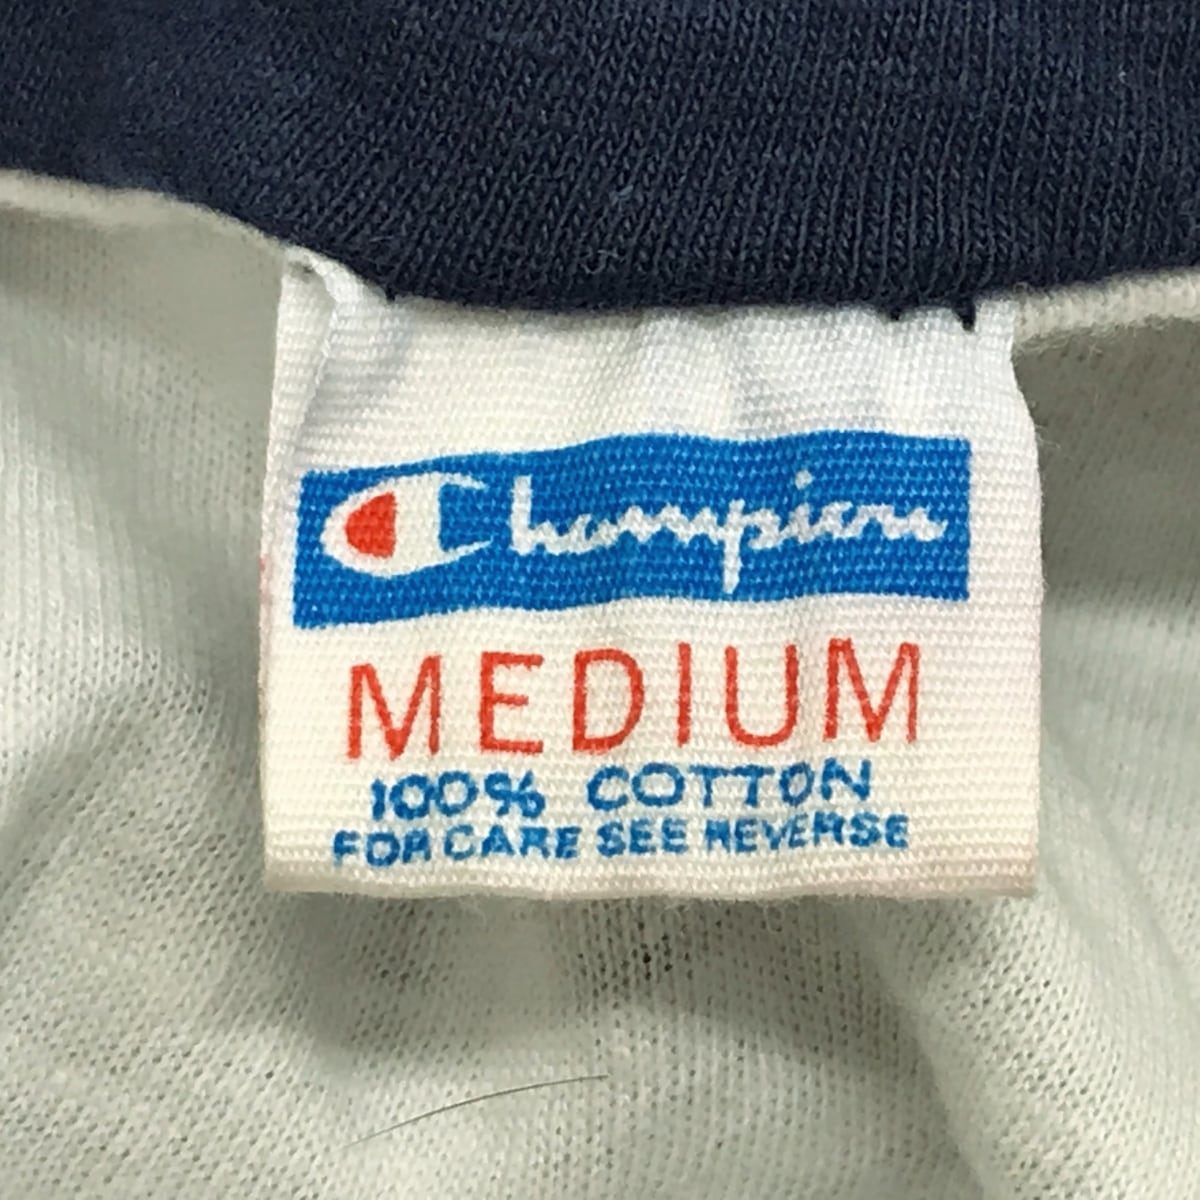 Champion
MEDIUM
100% COTTON
FOR CARE SEE REVERSE